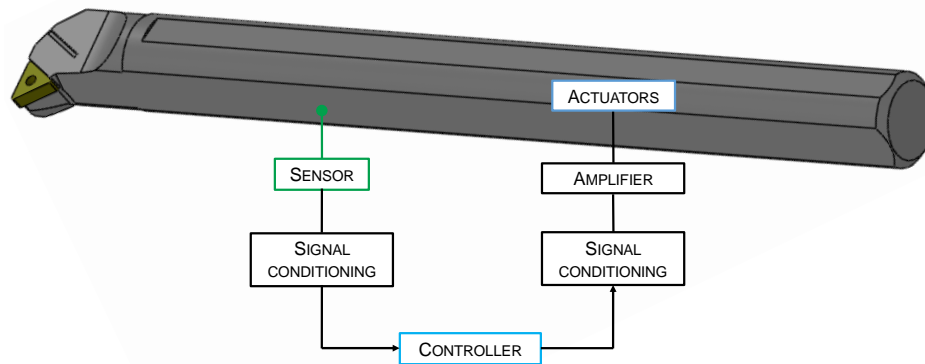 ACTUATORS
SENSOR
AMPLIFIER
SIGNAL
CONDITIONING
SIGNAL
CONDITIONING
CONTROLLER